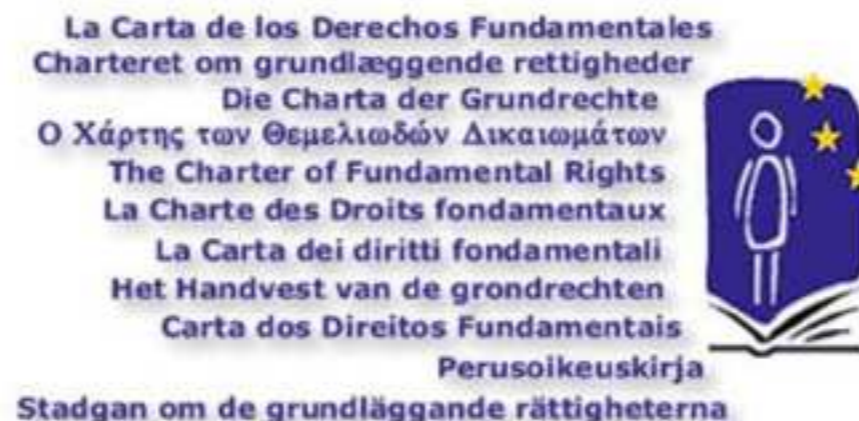 La Carta de los Derechos Fundamentales
Charteret om grundlæggende rettigheder
Die Charta der Grundrechte
Ο Χάρτης των Θεμελιωδών Δικαιωμάτων
The Charter of Fundamental Rights
La Charte des Droits fondamentaux
La Carta dei diritti fondamentali
Het Handvest van de grondrechten
Carta dos Direitos Fundamentais
Perusoikeuskirja
Stadgan om de grundläggande rättigheterna